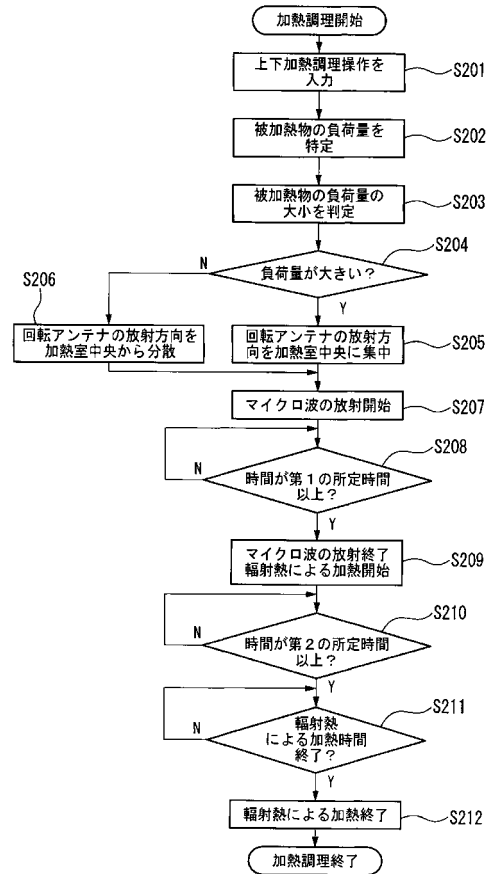 加熱調理開始
上下加熱調理操作を
入力
S201
被加熱物の負荷量を
特定
S202
被加熱物の負荷量の
大小を判定
S203
負荷量が大きい？
S204
N
Y
S206
回転アンテナの放射方向を
加熱室中央から分散
回転アンテナの放射方
向を加熱室中央に集中
S205
マイクロ波の放射開始
S207
S208
時間が第１の所定時間
以上？
N
Y
マイクロ波の放射終了
輻射熱による加熱開始
S209
S210
時間が第２の所定時間
以上？
N
Y
S211
輻射熱
による加熱時間
終了？
N
Y
輻射熱による加熱終了
S212
加熱調理終了